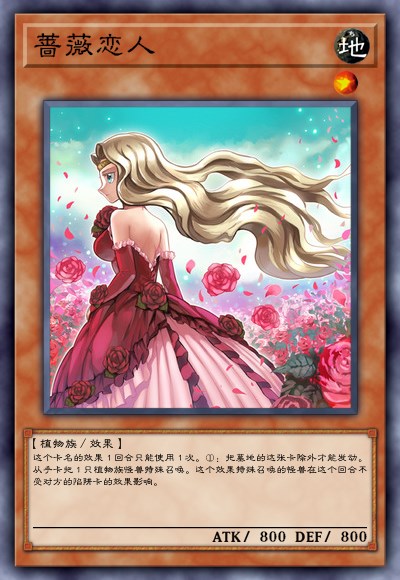 蔷薇恋人
地
【植物族／效果】
这个卡名的效果1回合只能使用1次。①：把墓地的这张卡除外才能发动。
从手卡把1只植物族怪兽特殊召唤。这个效果特殊召唤的怪兽在这个回合不
受对方的陷阱卡的效果影响。
ATK/ 800 DEF/ 800